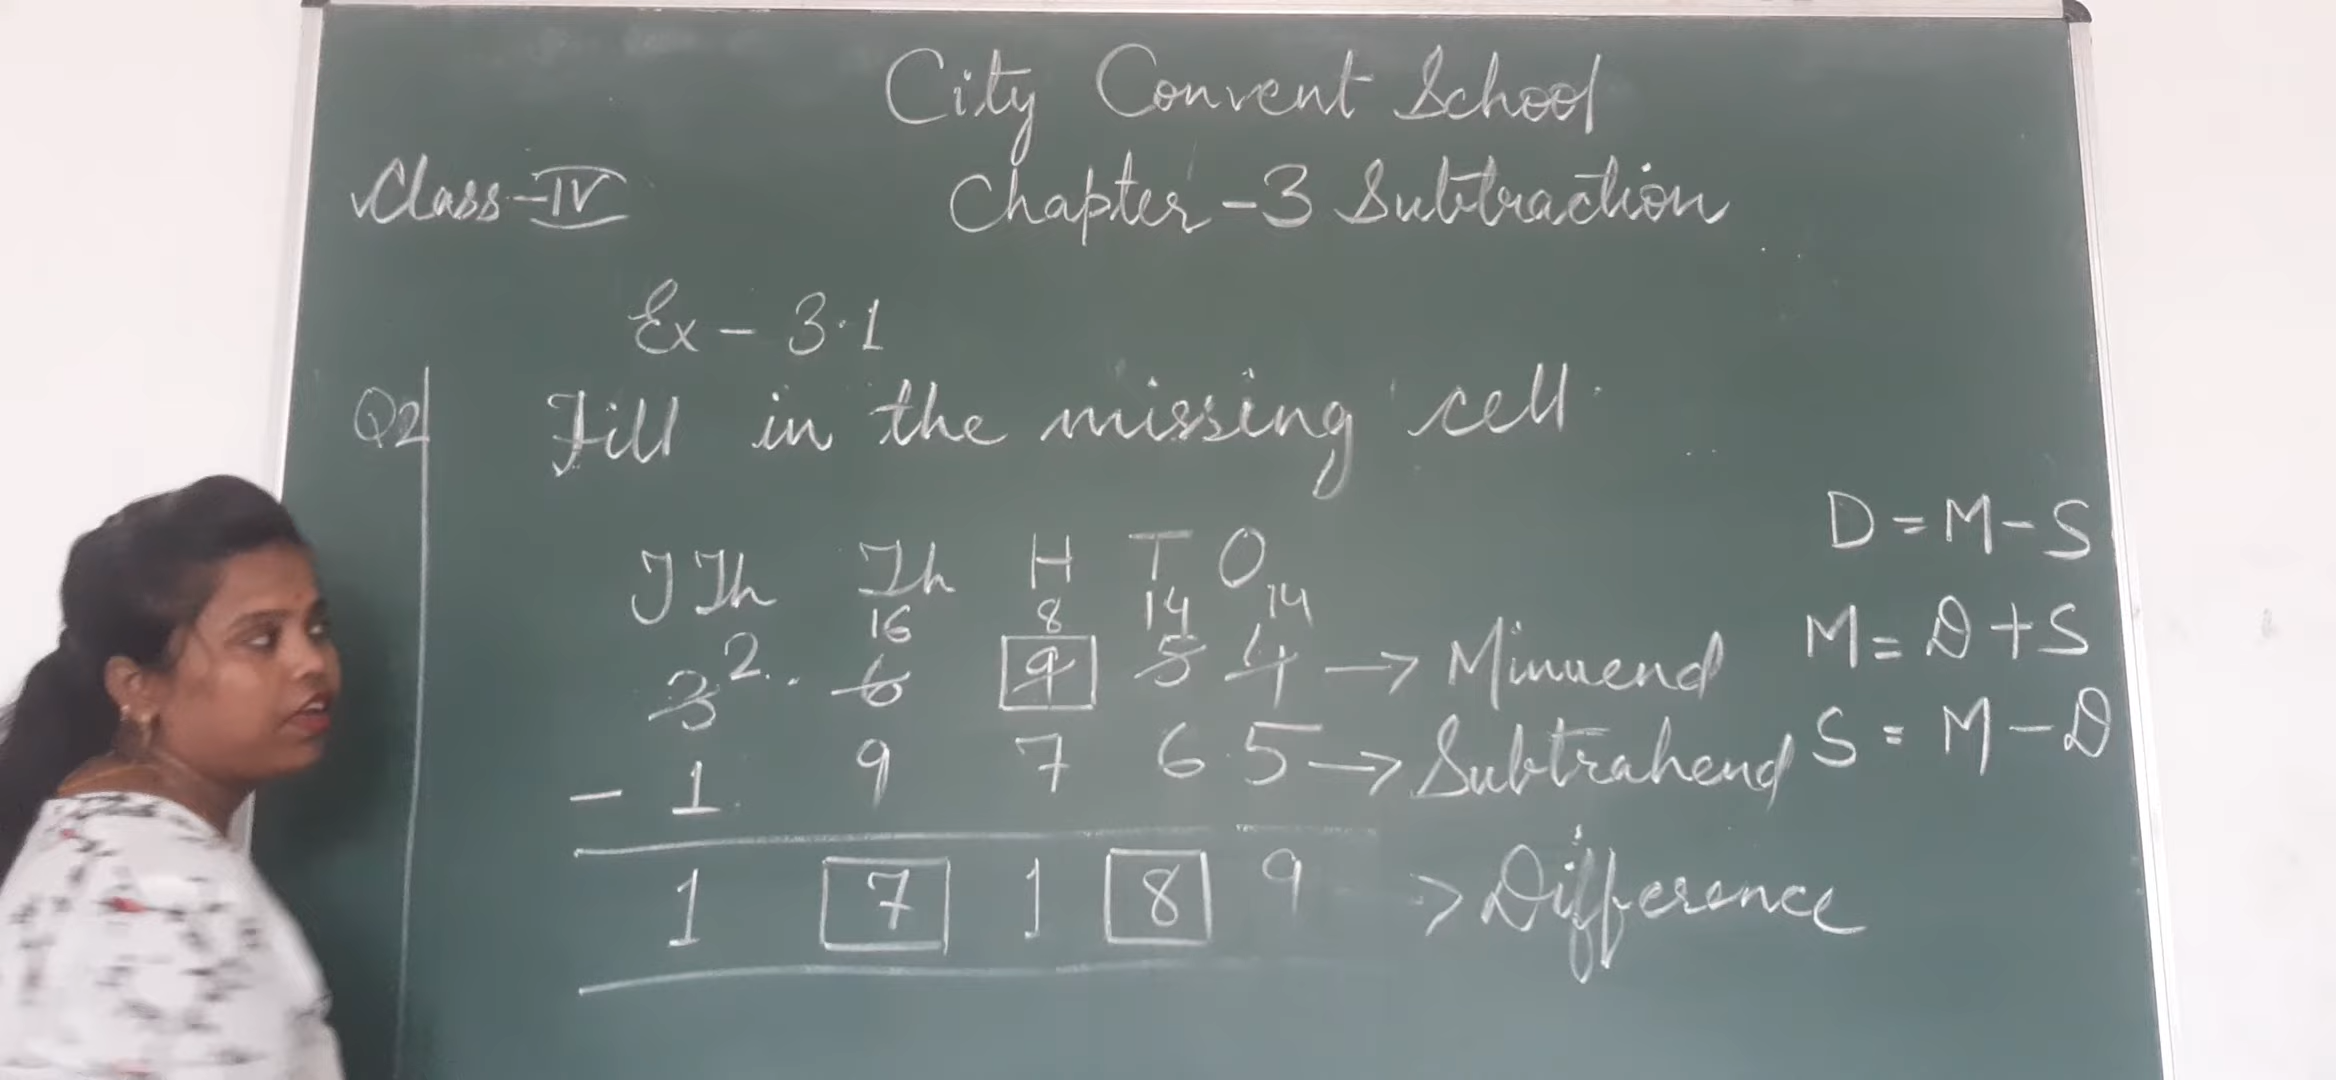 City Convent School
Class-IV Chapter-3 Subtraction
Ex-3.1
Q2 Fill in the missing cell.
TTh Th H T O
2 16 8 14 14
3 6 9 5 4 → Minuend
- 1 9 7 6 5 → Subtrahend
1 7 1 8 9 → Difference
D = M - S
M = D + S
S = M - D